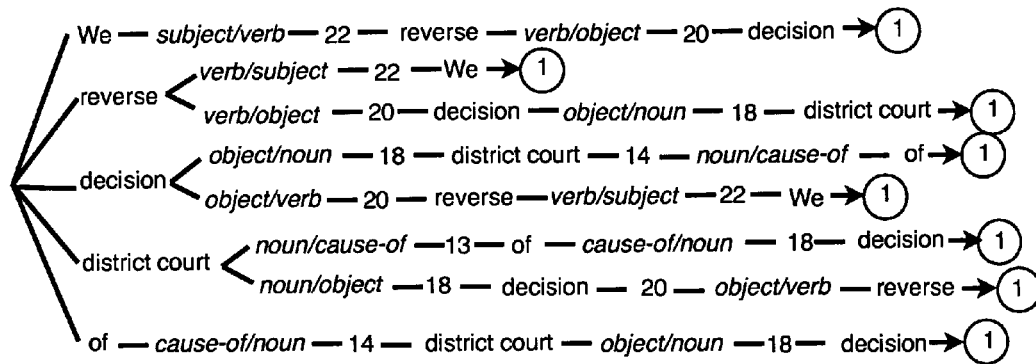 We subject/verb 22 reverse verb/object 20 decision 1
verb/subject 22 We 1
reverse
verb/object 20 decision object/noun 18 district court 1
object/noun 18 district court 14 noun/cause-of of 1
decision
object/verb 20 reverse verb/subject 22 We 1
noun/cause-of 13 of cause-of/noun 18 decision 1
district court
noun/object 18 decision 20 object/verb reverse 1
of cause-of/noun 14 district court object/noun 18 decision 1